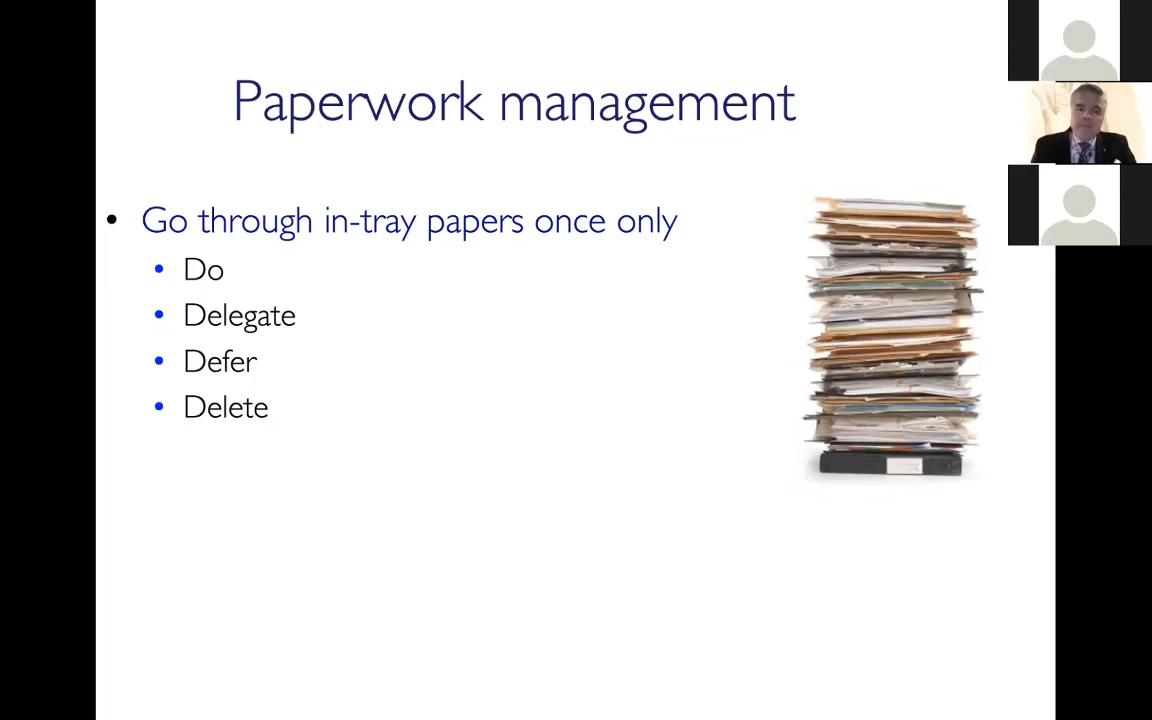 Paperwork management
• Go through in-tray papers once only
• Do
• Delegate
• Defer
• Delete